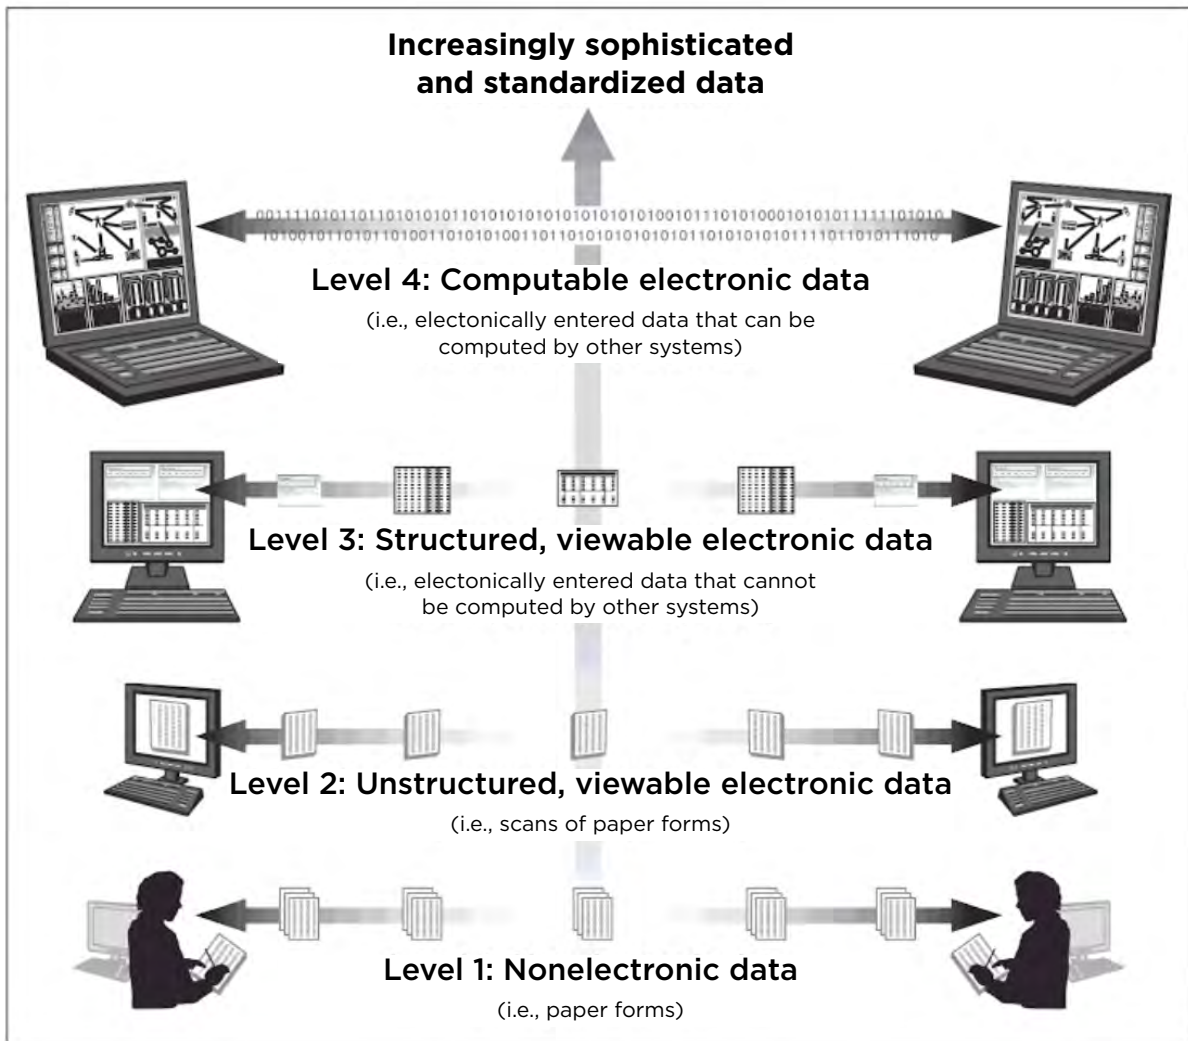 Increasingly sophisticated
and standardized data
Level 4: Computable electronic data
(i.e., electonically entered data that can be
computed by other systems)
Level 3: Structured, viewable electronic data
(i.e., electonically entered data that cannot
be computed by other systems)
Level 2: Unstructured, viewable electronic data
(i.e., scans of paper forms)
Level 1: Nonelectronic data
(i.e., paper forms)